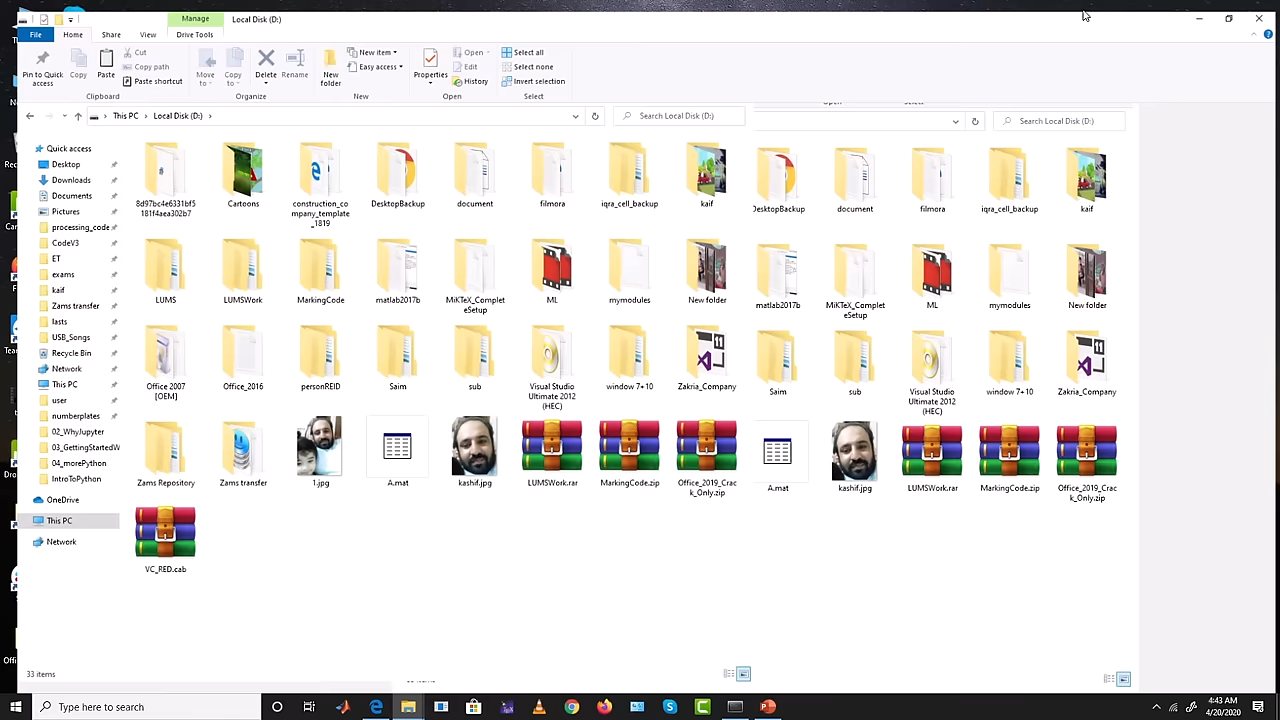 Manage
Local Disk (D:)
File
Home
Share
View
Drive Tools
Pin to Quick access
Copy
Paste
Cut
Copy path
Paste shortcut
Move to
Copy to
Delete
Rename
New folder
New item
Easy access
Properties
Open
Edit
History
Select all
Select none
Invert selection
Clipboard
Organize
New
Open
Select
This PC
Local Disk (D:)
Search Local Disk (D:)
Search Local Disk (D:)
Quick access
Desktop
Downloads
Documents
Pictures
processing_code
CodeV3
ET
exams
kaif
Zams transfer
lasts
USB_Songs
Recycle Bin
Network
This PC
user
numberplates
02_WhyJupyter
03_GettingStartedW
04_morePython
IntroToPython
OneDrive
This PC
Network
8d97bc4e6331bf5
181f4aea302b7
Cartoons
construction_co
mpany_template
_1819
DesktopBackup
document
filmora
iqra_cell_backup
kaif
DesktopBackup
document
filmora
iqra_cell_backup
kaif
LUMS
LUMSWork
MarkingCode
matlab2017b
MiKTeX_Complet
eSetup
ML
mymodules
New folder
matlab2017b
MiKTeX_Complet
eSetup
ML
mymodules
New folder
Office 2007
[OEM]
Office_2016
personREID
Saim
sub
Visual Studio
Ultimate 2012
(HEC)
window 7+10
Zakria_Company
Saim
sub
Visual Studio
Ultimate 2012
(HEC)
window 7+10
Zakria_Company
Zams Repository
Zams transfer
1.jpg
A.mat
kashif.jpg
LUMSWork.rar
MarkingCode.zip
Office_2019_Crac
k_Only.zip
A.mat
kashif.jpg
LUMSWork.rar
MarkingCode.zip
Office_2019_Crac
k_Only.zip
VC_RED.cab
33 items
Type here to search
4:43 AM
4/20/2020